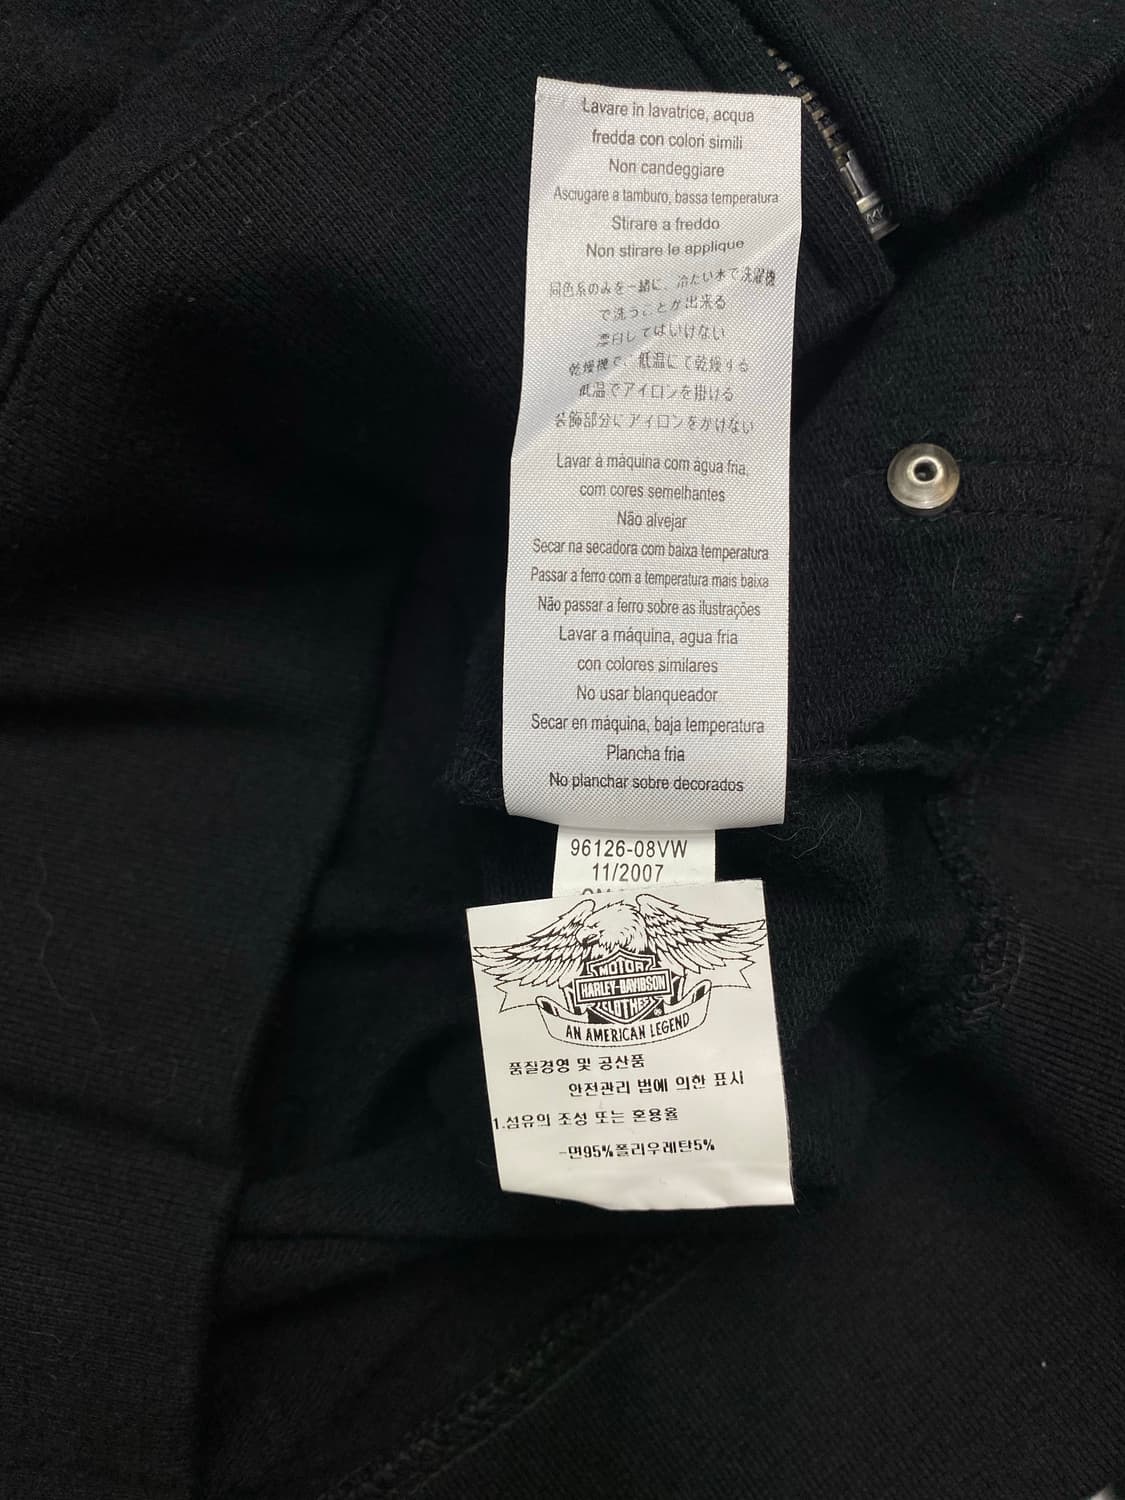 Lavare in lavatrice, acqua
fredda con colori simili
Non candeggiare
Asciugare a tamburo, bassa temperatura
Stirare a freddo
Non stirare le applique
同色系のみを一緒に、冷たい水で洗濯機
で洗うことが出来る
漂白してはいけない
乾燥機で、低温にて乾燥する
低温でアイロンを掛ける
装飾部分にアイロンをかけない
Lavar à máquina com água fria,
com cores semelhantes
Não alvejar
Secar na secadora com baixa temperatura
Passar a ferro com a temperatura mais baixa
Não passar a ferro sobre as ilustrações
Lavar a máquina, agua fria
con colores similares
No usar blanqueador
Secar en máquina, baja temperatura
Plancha fria
No planchar sobre decorados
96126-08VW
11/2007
MOTOR
HARLEY-DAVIDSON
CLOTHES
AN AMERICAN LEGEND
품질경영 및 공산품
안전관리 법에 의한 표시
1.섬유의 조성 또는 혼용율
-면95%폴리우레탄5%